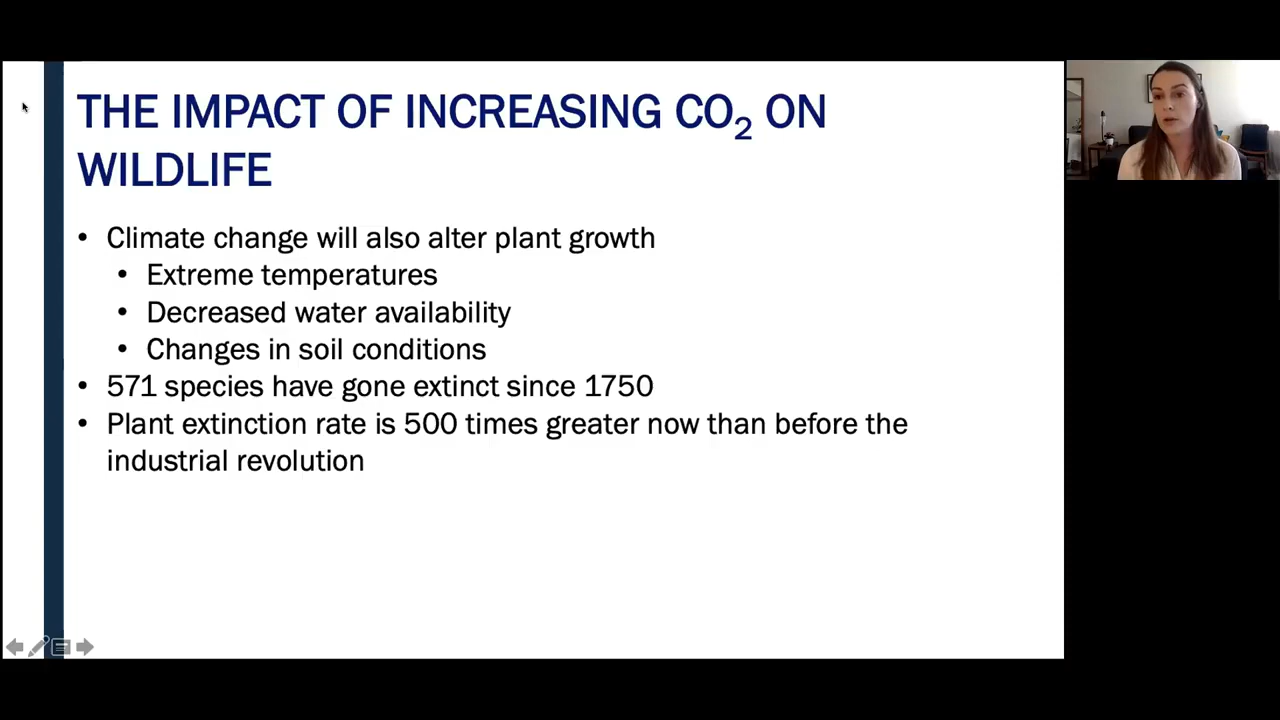 THE IMPACT OF INCREASING CO₂ ON
WILDLIFE
• Climate change will also alter plant growth
• Extreme temperatures
• Decreased water availability
• Changes in soil conditions
• 571 species have gone extinct since 1750
• Plant extinction rate is 500 times greater now than before the
industrial revolution